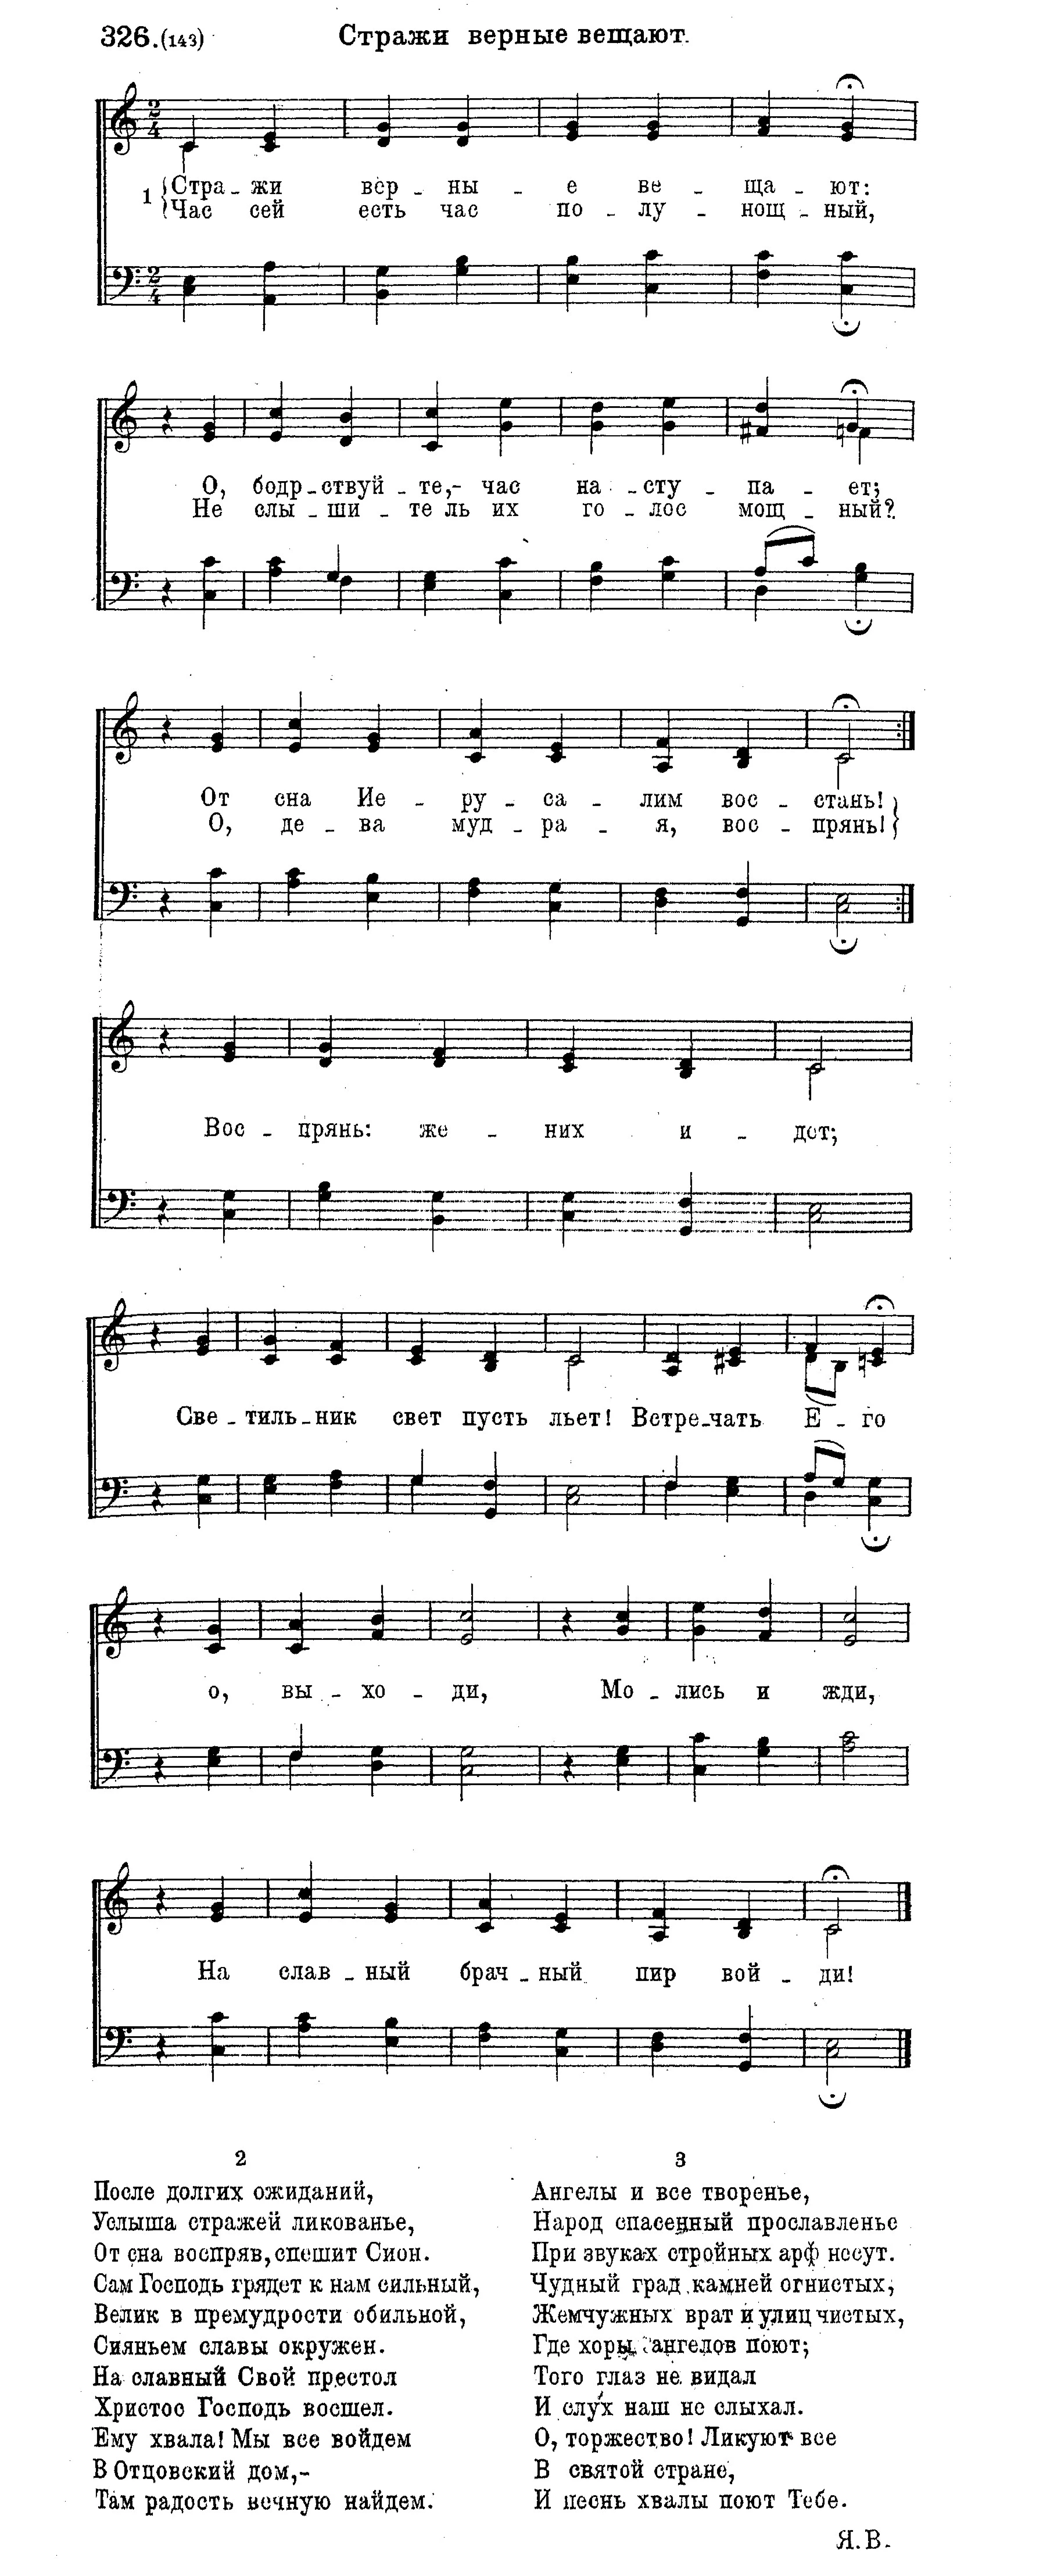 326.(143) Стражи верные вещают.
1 Стра - жи вер - ны - е ве - ща - ют:
Час сей есть час по - лу - нощ - ный,
О, бодр - ствуй - те,- час на - сту - па - ет;
Не слы - ши - тель их го - лос мощ - ный?
От сна Ие - ру - са - лим вос - стань!
О, де - ва муд - ра - я, вос - прянь!
Вос - прянь: же - них и - дет;
Све - тиль - ник свет пусть льет! Встре - чать Е - го
о, вы - хо - ди, Мо - лись и жди,
На слав - ный брач - ный пир вой - ди!
2
После долгих ожиданий,
Услыша стражей ликованье,
От сна воспряв, спешит Сион.
Сам Господь грядет к нам сильный,
Велик в премудрости обильной,
Сияньем славы окружен.
На славный Свой престол
Христос Господь восшел.
Ему хвала! Мы все войдем
В Отцовский дом,-
Там радость вечную найдем.
3
Ангелы и все творенье,
Народ спасенный прославленье
При звуках стройных арф несут.
Чудный град камней огнистых,
Жемчужных врат и улиц чистых,
Где хоры ангелов поют;
Того глаз не видал
И слух наш не слыхал.
О, торжество! Ликуют все
В святой стране,
И песнь хвалы поют Тебе.
Я. В.